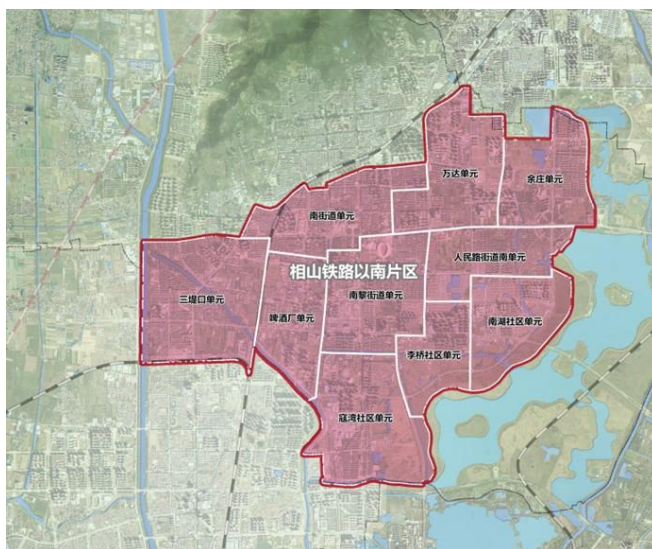 万达单元
余庄单元
南街道单元
人民路街道南单元
相山铁路以南片区
三堤口单元
南黎街道单元
啤酒厂单元
南湖社区单元
李桥社区单元
寇湾社区单元